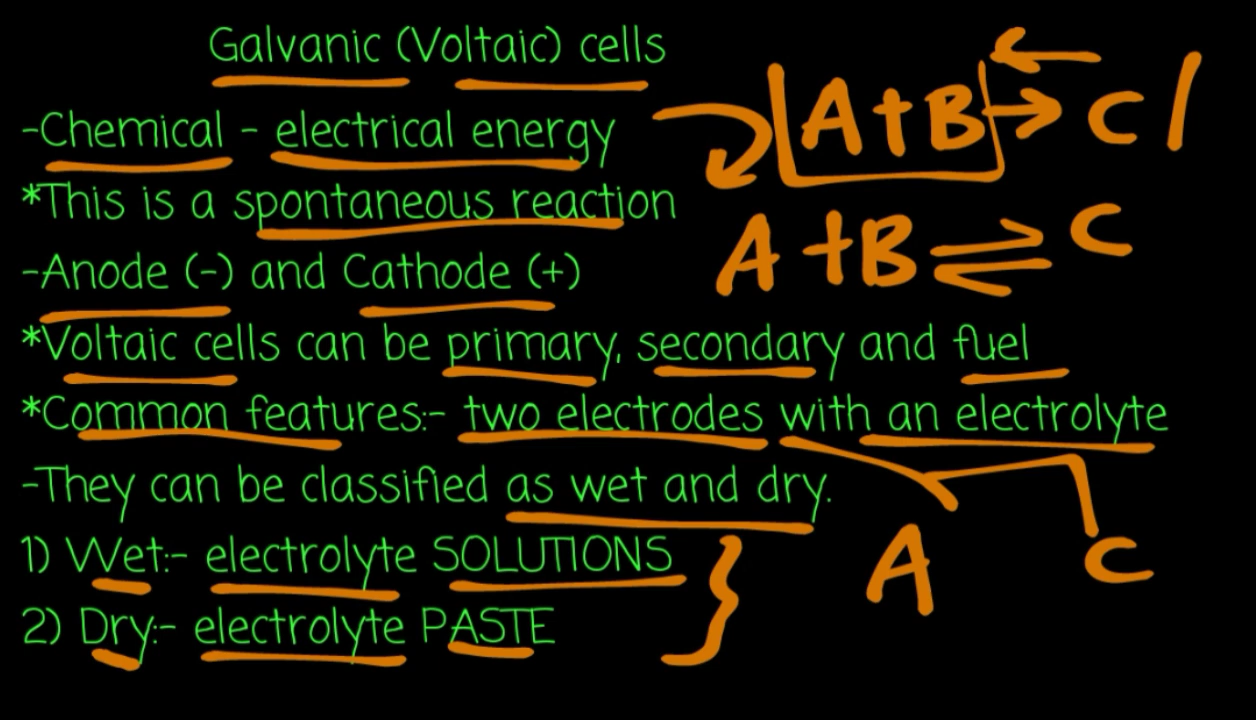 Galvanic (Voltaic) cells
-Chemical - electrical energy
A+B → C
←
*This is a spontaneous reaction
A+B ⇌ C
-Anode (-) and Cathode (+)
*Voltaic cells can be primary, secondary and fuel
*Common features:- two electrodes with an electrolyte
-They can be classified as wet and dry.
1) Wet:- electrolyte SOLUTIONS
A C
2) Dry:- electrolyte PASTE